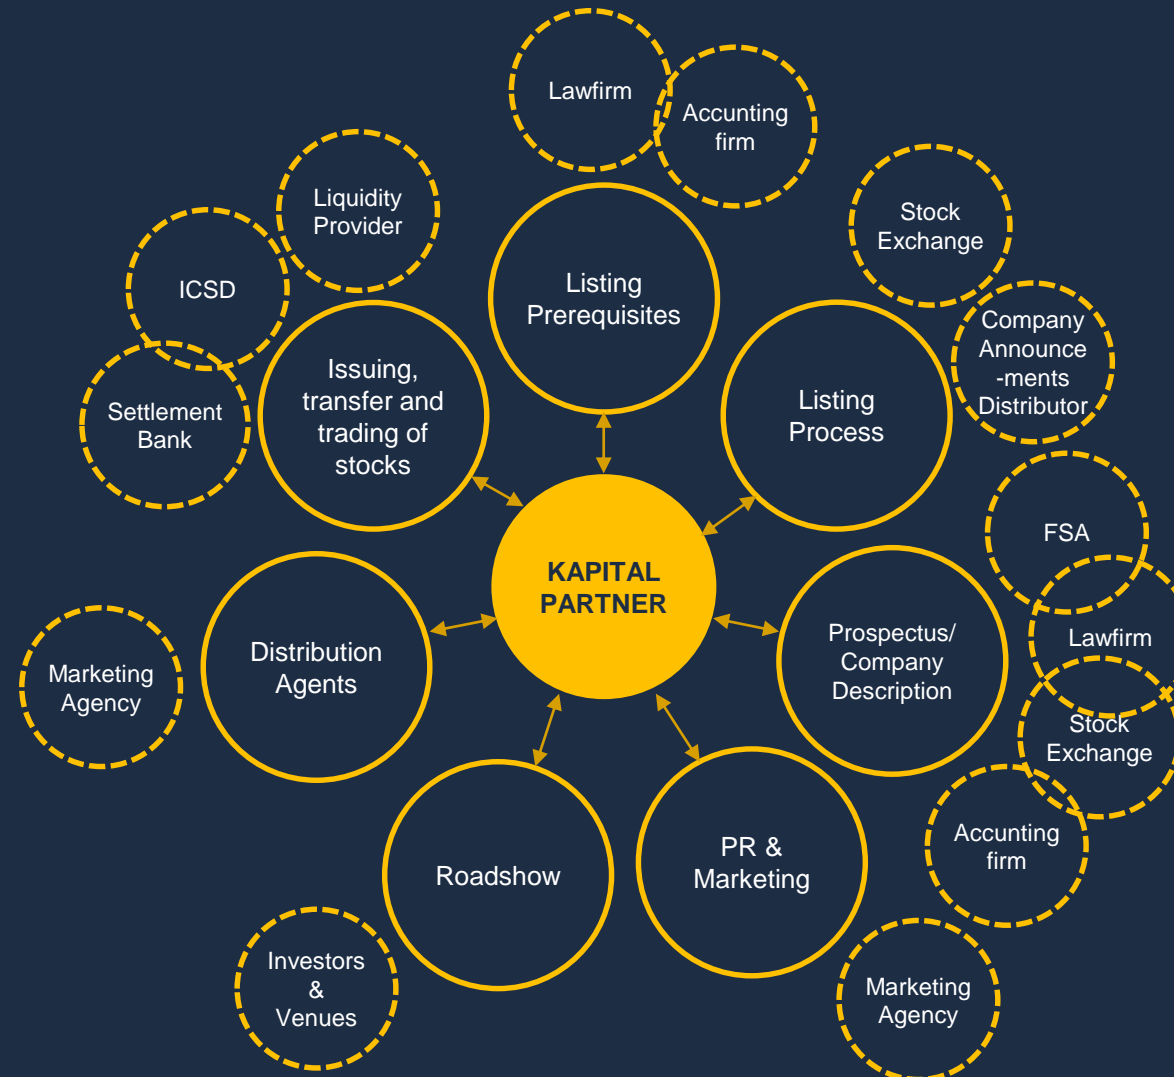 Lawfirm
Accunting
firm
Liquidity
Provider
Stock
Exchange
ICSD
Listing
Prerequisites
Company
Announce
-ments
Distributor
Issuing,
transfer and
trading of
stocks
Settlement
Bank
Listing
Process
FSA
KAPITAL
PARTNER
Lawfirm
Prospectus/
Company
Description
Distribution
Agents
Marketing
Agency
Stock
Exchange
Accunting
firm
PR &
Marketing
Roadshow
Investors
&
Venues
Marketing
Agency